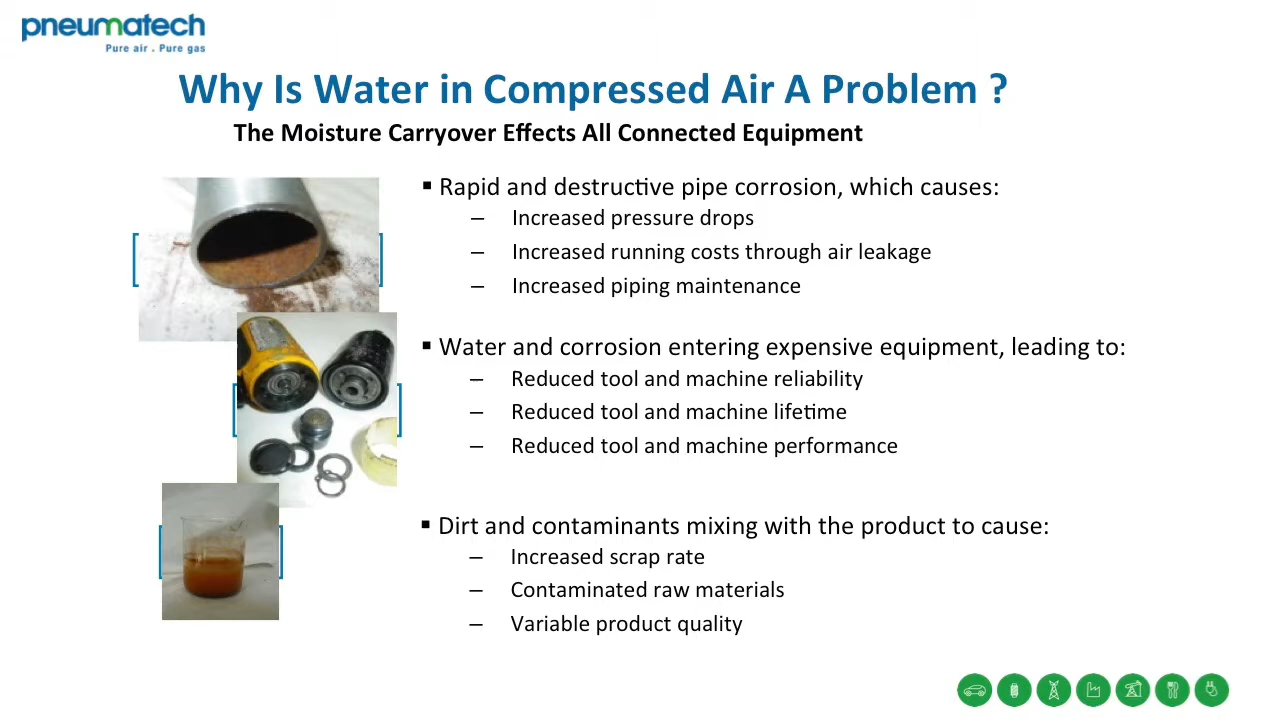 pneumatech
Pure air . Pure gas
Why Is Water in Compressed Air A Problem ?
The Moisture Carryover Effects All Connected Equipment
▪ Rapid and destructive pipe corrosion, which causes:
– Increased pressure drops
– Increased running costs through air leakage
– Increased piping maintenance
▪ Water and corrosion entering expensive equipment, leading to:
– Reduced tool and machine reliability
– Reduced tool and machine lifetime
– Reduced tool and machine performance
▪ Dirt and contaminants mixing with the product to cause:
– Increased scrap rate
– Contaminated raw materials
– Variable product quality